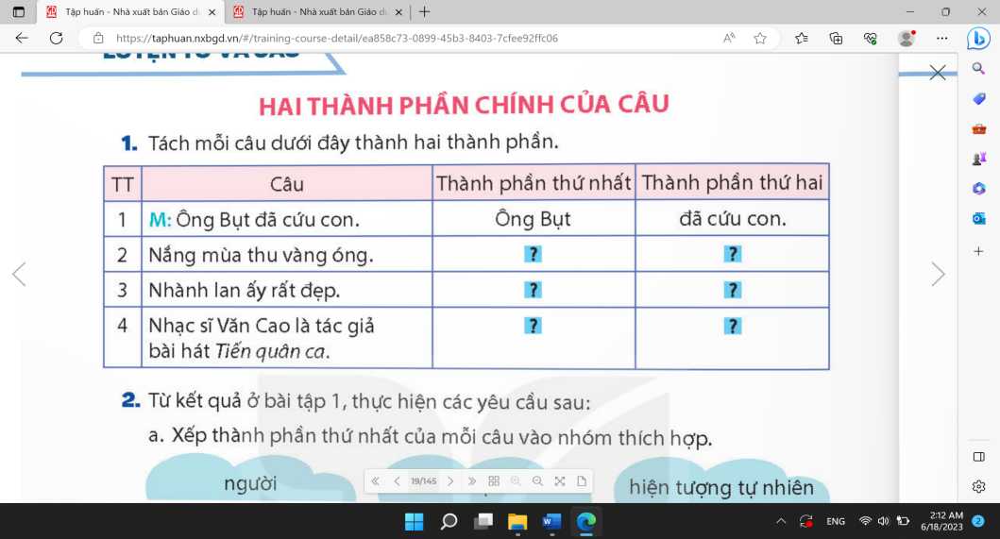 Tập huấn - Nhà xuất bản Giáo dụ
Tập huấn - Nhà xuất bản Giáo dụ
https://taphuan.nxbgd.vn/#/training-course-detail/ea858c73-0899-45b3-8403-7cfee92ffc06
LUYỆN TỪ VÀ CÂU
HAI THÀNH PHẦN CHÍNH CỦA CÂU
1. Tách mỗi câu dưới đây thành hai thành phần.
TT Câu Thành phần thứ nhất Thành phần thứ hai
1 M: Ông Bụt đã cứu con. Ông Bụt đã cứu con.
2 Nắng mùa thu vàng óng. ? ?
3 Nhành lan ấy rất đẹp. ? ?
4 Nhạc sĩ Văn Cao là tác giả ? ?
bài hát Tiến quân ca.
2. Từ kết quả ở bài tập 1, thực hiện các yêu cầu sau:
a. Xếp thành phần thứ nhất của mỗi câu vào nhóm thích hợp.
người
19/145
hiện tượng tự nhiên
ENG
2:12 AM
6/18/2023
2